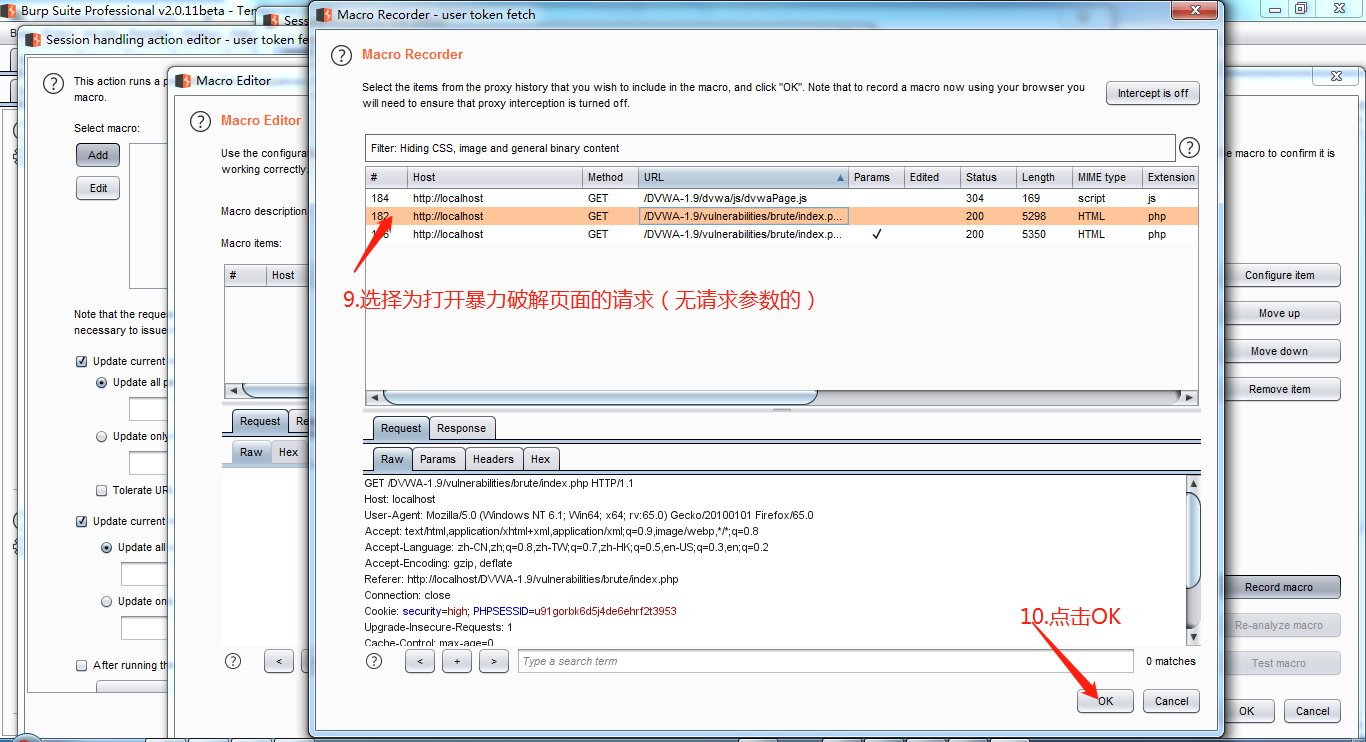 Burp Suite Professional v2.0.11beta - Ter
Sess
Macro Recorder - user token fetch
Session handling action editor - user token fe
Macro Editor
This action runs a p
macro.
Select macro:
Add
Edit
Note that the reque
necessary to issue
Update current
Update all p
Update only
Tolerate UR
Update current
Update all
Update on
After running th
Macro Editor
Use the configura
working correctly.
Macro description
Macro items:
# Host
Request Re
Raw Hex
<
Macro Recorder
Select the items from the proxy history that you wish to include in the macro, and click "OK". Note that to record a macro now using your browser you
will need to ensure that proxy interception is turned off.
Intercept is off
Filter: Hiding CSS, image and general binary content
# Host Method URL Params Edited Status Length MIME type Extension
184 http://localhost GET /DVWA-1.9/dvwa/js/dvwaPage.js 304 169 script js
182 http://localhost GET /DVWA-1.9/vulnerabilities/brute/index.p... 200 5298 HTML php
http://localhost GET /DVWA-1.9/vulnerabilities/brute/index.p... ✓ 200 5350 HTML php
9.选择为打开暴力破解页面的请求（无请求参数的）
Request Response
Raw Params Headers Hex
GET /DVWA-1.9/vulnerabilities/brute/index.php HTTP/1.1
Host: localhost
User-Agent: Mozilla/5.0 (Windows NT 6.1; Win64; x64; rv:65.0) Gecko/20100101 Firefox/65.0
Accept: text/html,application/xhtml+xml,application/xml;q=0.9,image/webp,*/*;q=0.8
Accept-Language: zh-CN,zh;q=0.8,zh-TW;q=0.7,zh-HK;q=0.5,en-US;q=0.3,en;q=0.2
Accept-Encoding: gzip, deflate
Referer: http://localhost/DVWA-1.9/vulnerabilities/brute/index.php
Connection: close
Cookie: security=high; PHPSESSID=u91gorbk6d5j4de6ehrf2t3953
Upgrade-Insecure-Requests: 1
Cache-Control: max-age=0
10.点击OK
< + > Type a search term 0 matches
OK Cancel
e macro to confirm it is
Configure item
Move up
Move down
Remove item
Record macro
Re-analyze macro
Test macro
OK Cancel